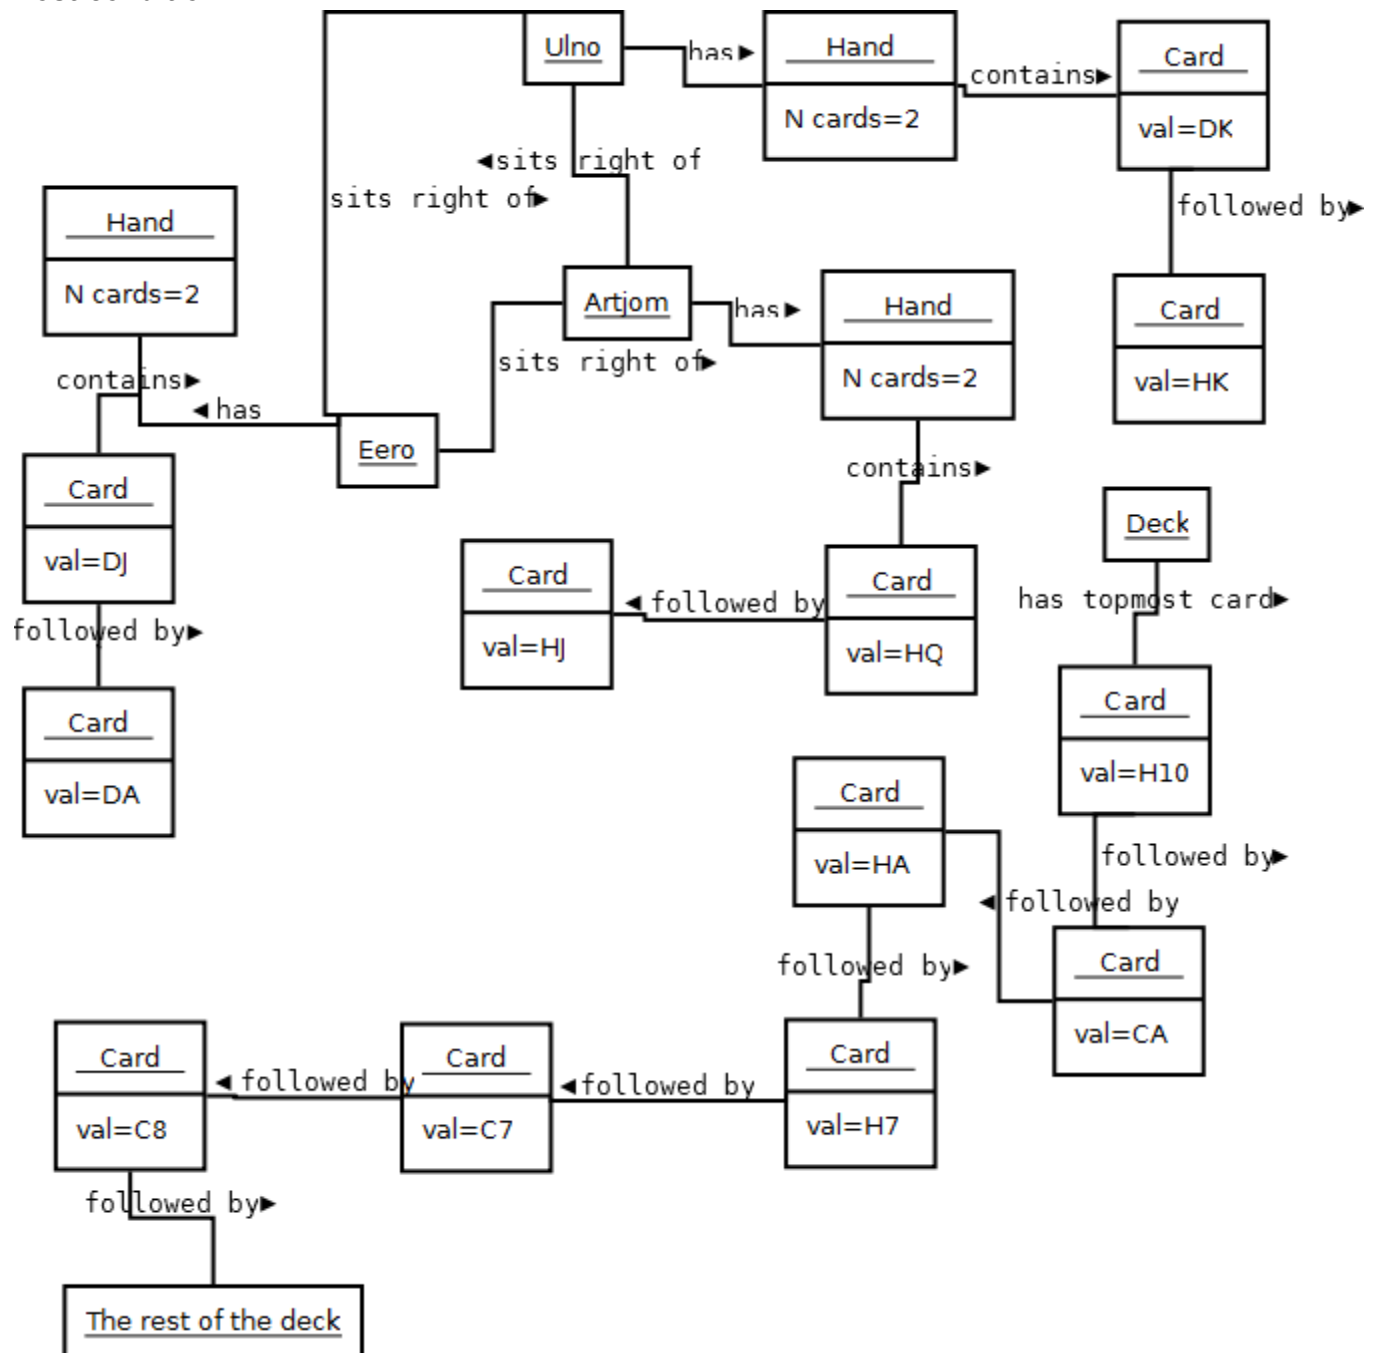 Ulno
has▶
Hand
N cards=2
contains▶
Card
val=DK
◀sits right of
sits right of▶
followed by▶
Hand
N cards=2
Artjom
has▶
Hand
N cards=2
Card
val=HK
sits right of▶
contains▶
◀has
Eero
contains▶
Card
val=DJ
Deck
Card
val=HJ
◀followed by
Card
val=HQ
has topmost card▶
followed by▶
Card
val=DA
Card
val=H10
Card
val=HA
followed by▶
◀followed by
followed by▶
Card
val=CA
Card
val=C8
◀followed by
Card
val=C7
◀followed by
Card
val=H7
followed by▶
The rest of the deck